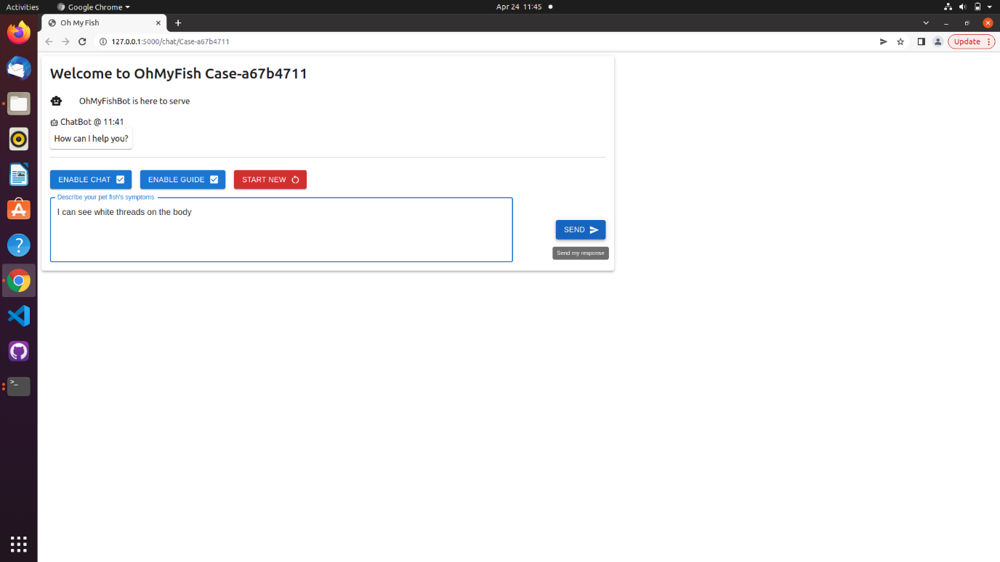 Activities
Google Chrome
Apr 24 11:45
Oh My Fish
127.0.0.1:5000/chat/Case-a67b4711
Update
Welcome to OhMyFish Case-a67b4711
OhMyFishBot is here to serve
ChatBot @ 11:41
How can I help you?
ENABLE CHAT
ENABLE GUIDE
START NEW
Describe your pet fish's symptoms
I can see white threads on the body
SEND
Send my response